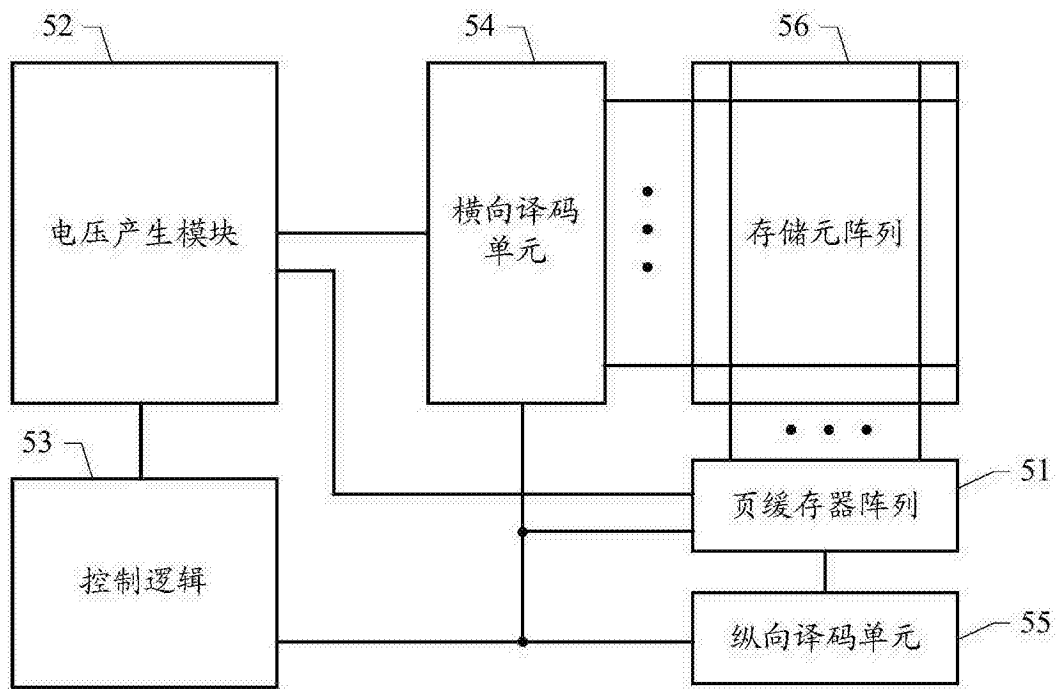 52
54
56
电压产生模块
横向译码
单元
存储元阵列
53
51
页缓存器阵列
控制逻辑
55
纵向译码单元